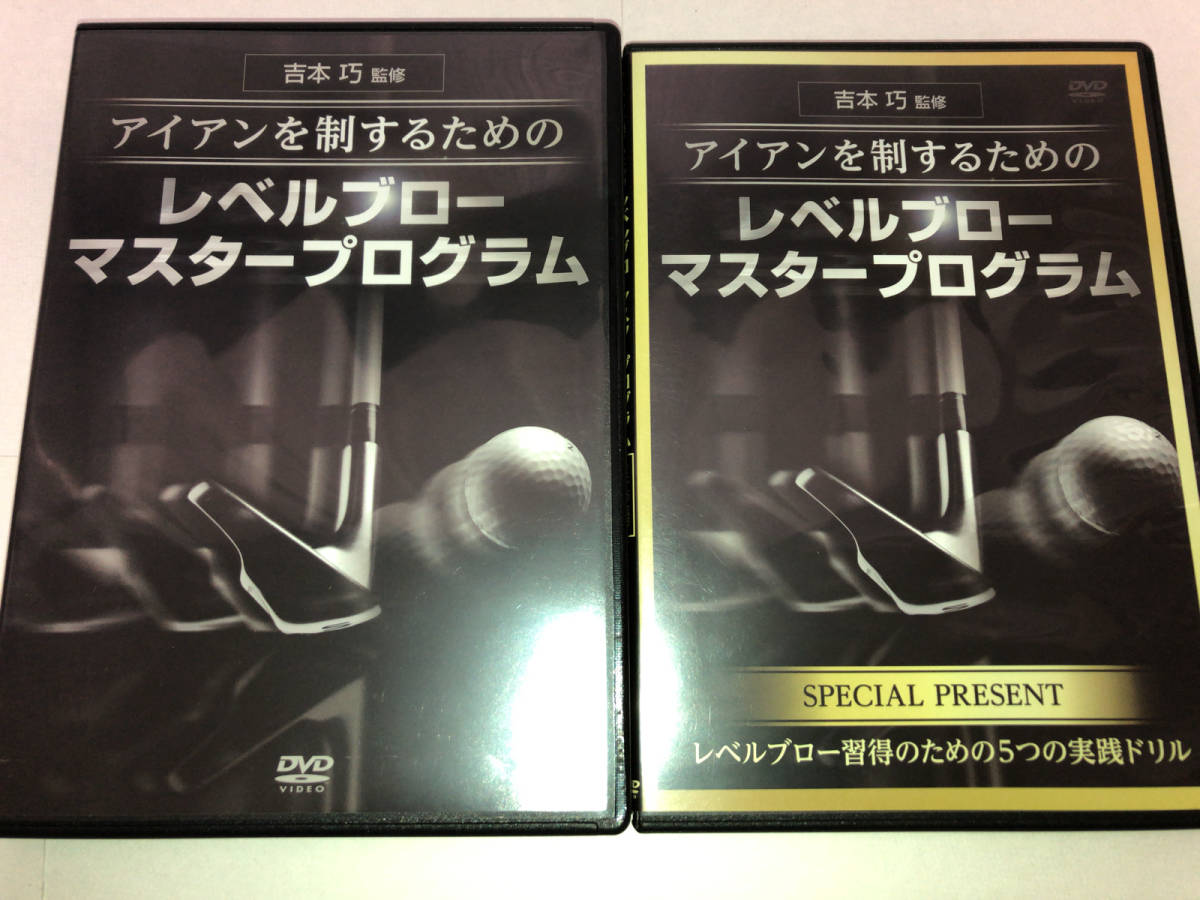 吉本 巧 監修
アイアンを制するための
レベルブロー
マスタープログラム
DVD
VIDEO
DVD
VIDEO
吉本 巧 監修
アイアンを制するための
レベルブロー
マスタープログラム
SPECIAL PRESENT
レベルブロー習得のための5つの実践ドリル